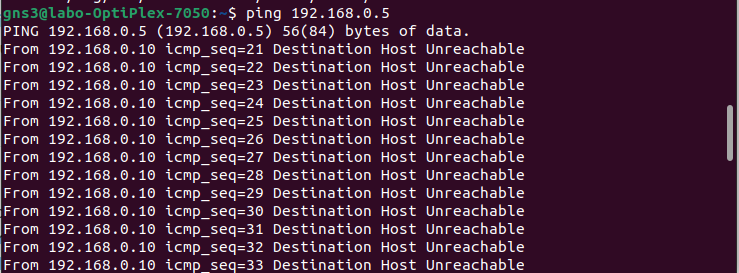 gns3@labo-OptiPlex-7050:~$ ping 192.168.0.5
PING 192.168.0.5 (192.168.0.5) 56(84) bytes of data.
From 192.168.0.10 icmp_seq=21 Destination Host Unreachable
From 192.168.0.10 icmp_seq=22 Destination Host Unreachable
From 192.168.0.10 icmp_seq=23 Destination Host Unreachable
From 192.168.0.10 icmp_seq=24 Destination Host Unreachable
From 192.168.0.10 icmp_seq=25 Destination Host Unreachable
From 192.168.0.10 icmp_seq=26 Destination Host Unreachable
From 192.168.0.10 icmp_seq=27 Destination Host Unreachable
From 192.168.0.10 icmp_seq=28 Destination Host Unreachable
From 192.168.0.10 icmp_seq=29 Destination Host Unreachable
From 192.168.0.10 icmp_seq=30 Destination Host Unreachable
From 192.168.0.10 icmp_seq=31 Destination Host Unreachable
From 192.168.0.10 icmp_seq=32 Destination Host Unreachable
From 192.168.0.10 icmp_seq=33 Destination Host Unreachable